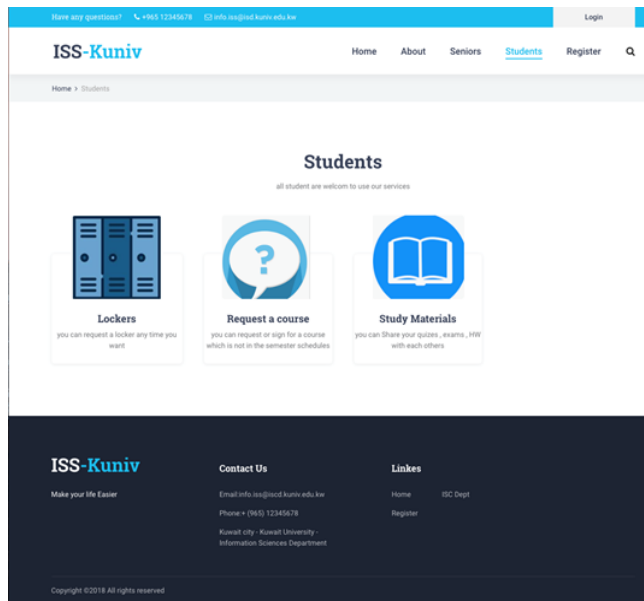 Have any questions? +965 12345678 info.iss@isd.kuniv.edu.kw Login
ISS-Kuniv Home About Seniors Students Register
Home > Students
Students
all student are welcom to use our services
?
Lockers
you can request a locker any time you
want
Request a course
you can request or sign for a course
which is not in the semester schedules
Study Materials
you can Share your quizes , exams , HW
with each others
ISS-Kuniv
Make your life Easier
Contact Us
Email:info.iss@iscd.kuniv.edu.kw
Phone:+ (965) 12345678
Kuwait city - Kuwait University -
Information Sciences Department
Linkes
Home ISC Dept
Register
Copyright ©2018 All rights reserved